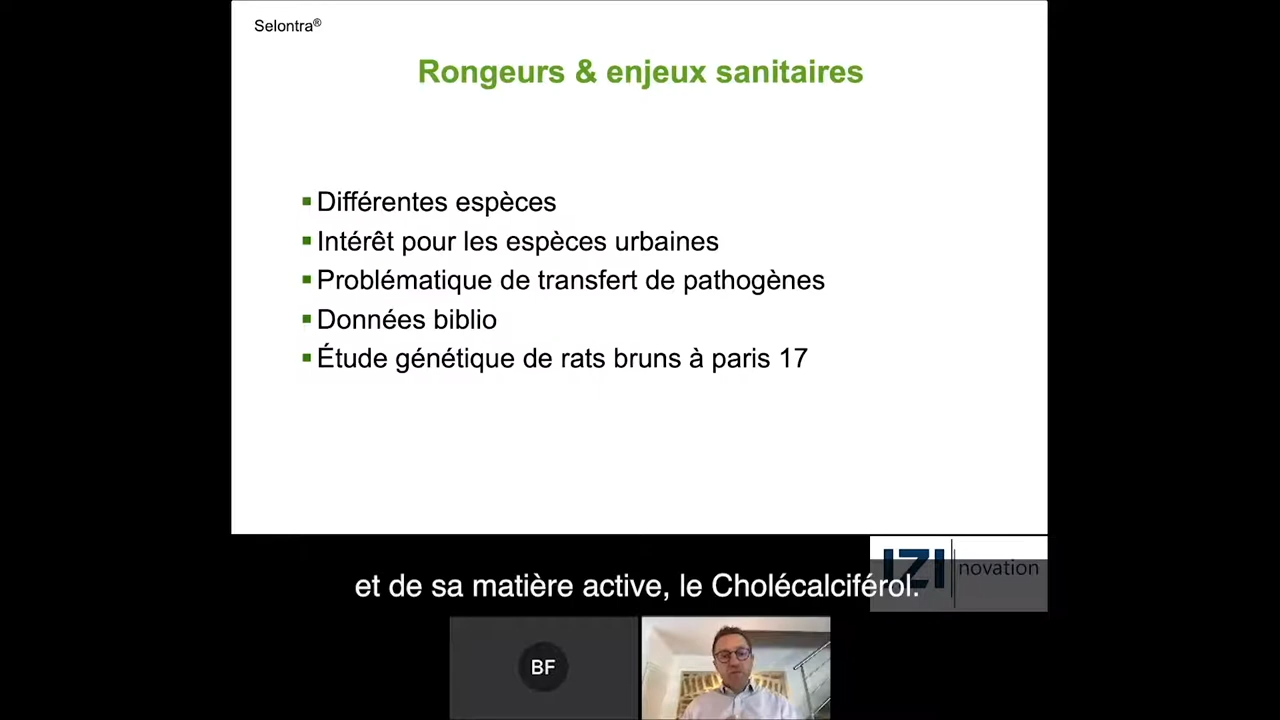 Selontra®
Rongeurs & enjeux sanitaires
Différentes espèces
Intérêt pour les espèces urbaines
Problématique de transfert de pathogènes
Données biblio
Étude génétique de rats bruns à paris 17
IZI novation
et de sa matière active, le Cholécalciférol.
BF